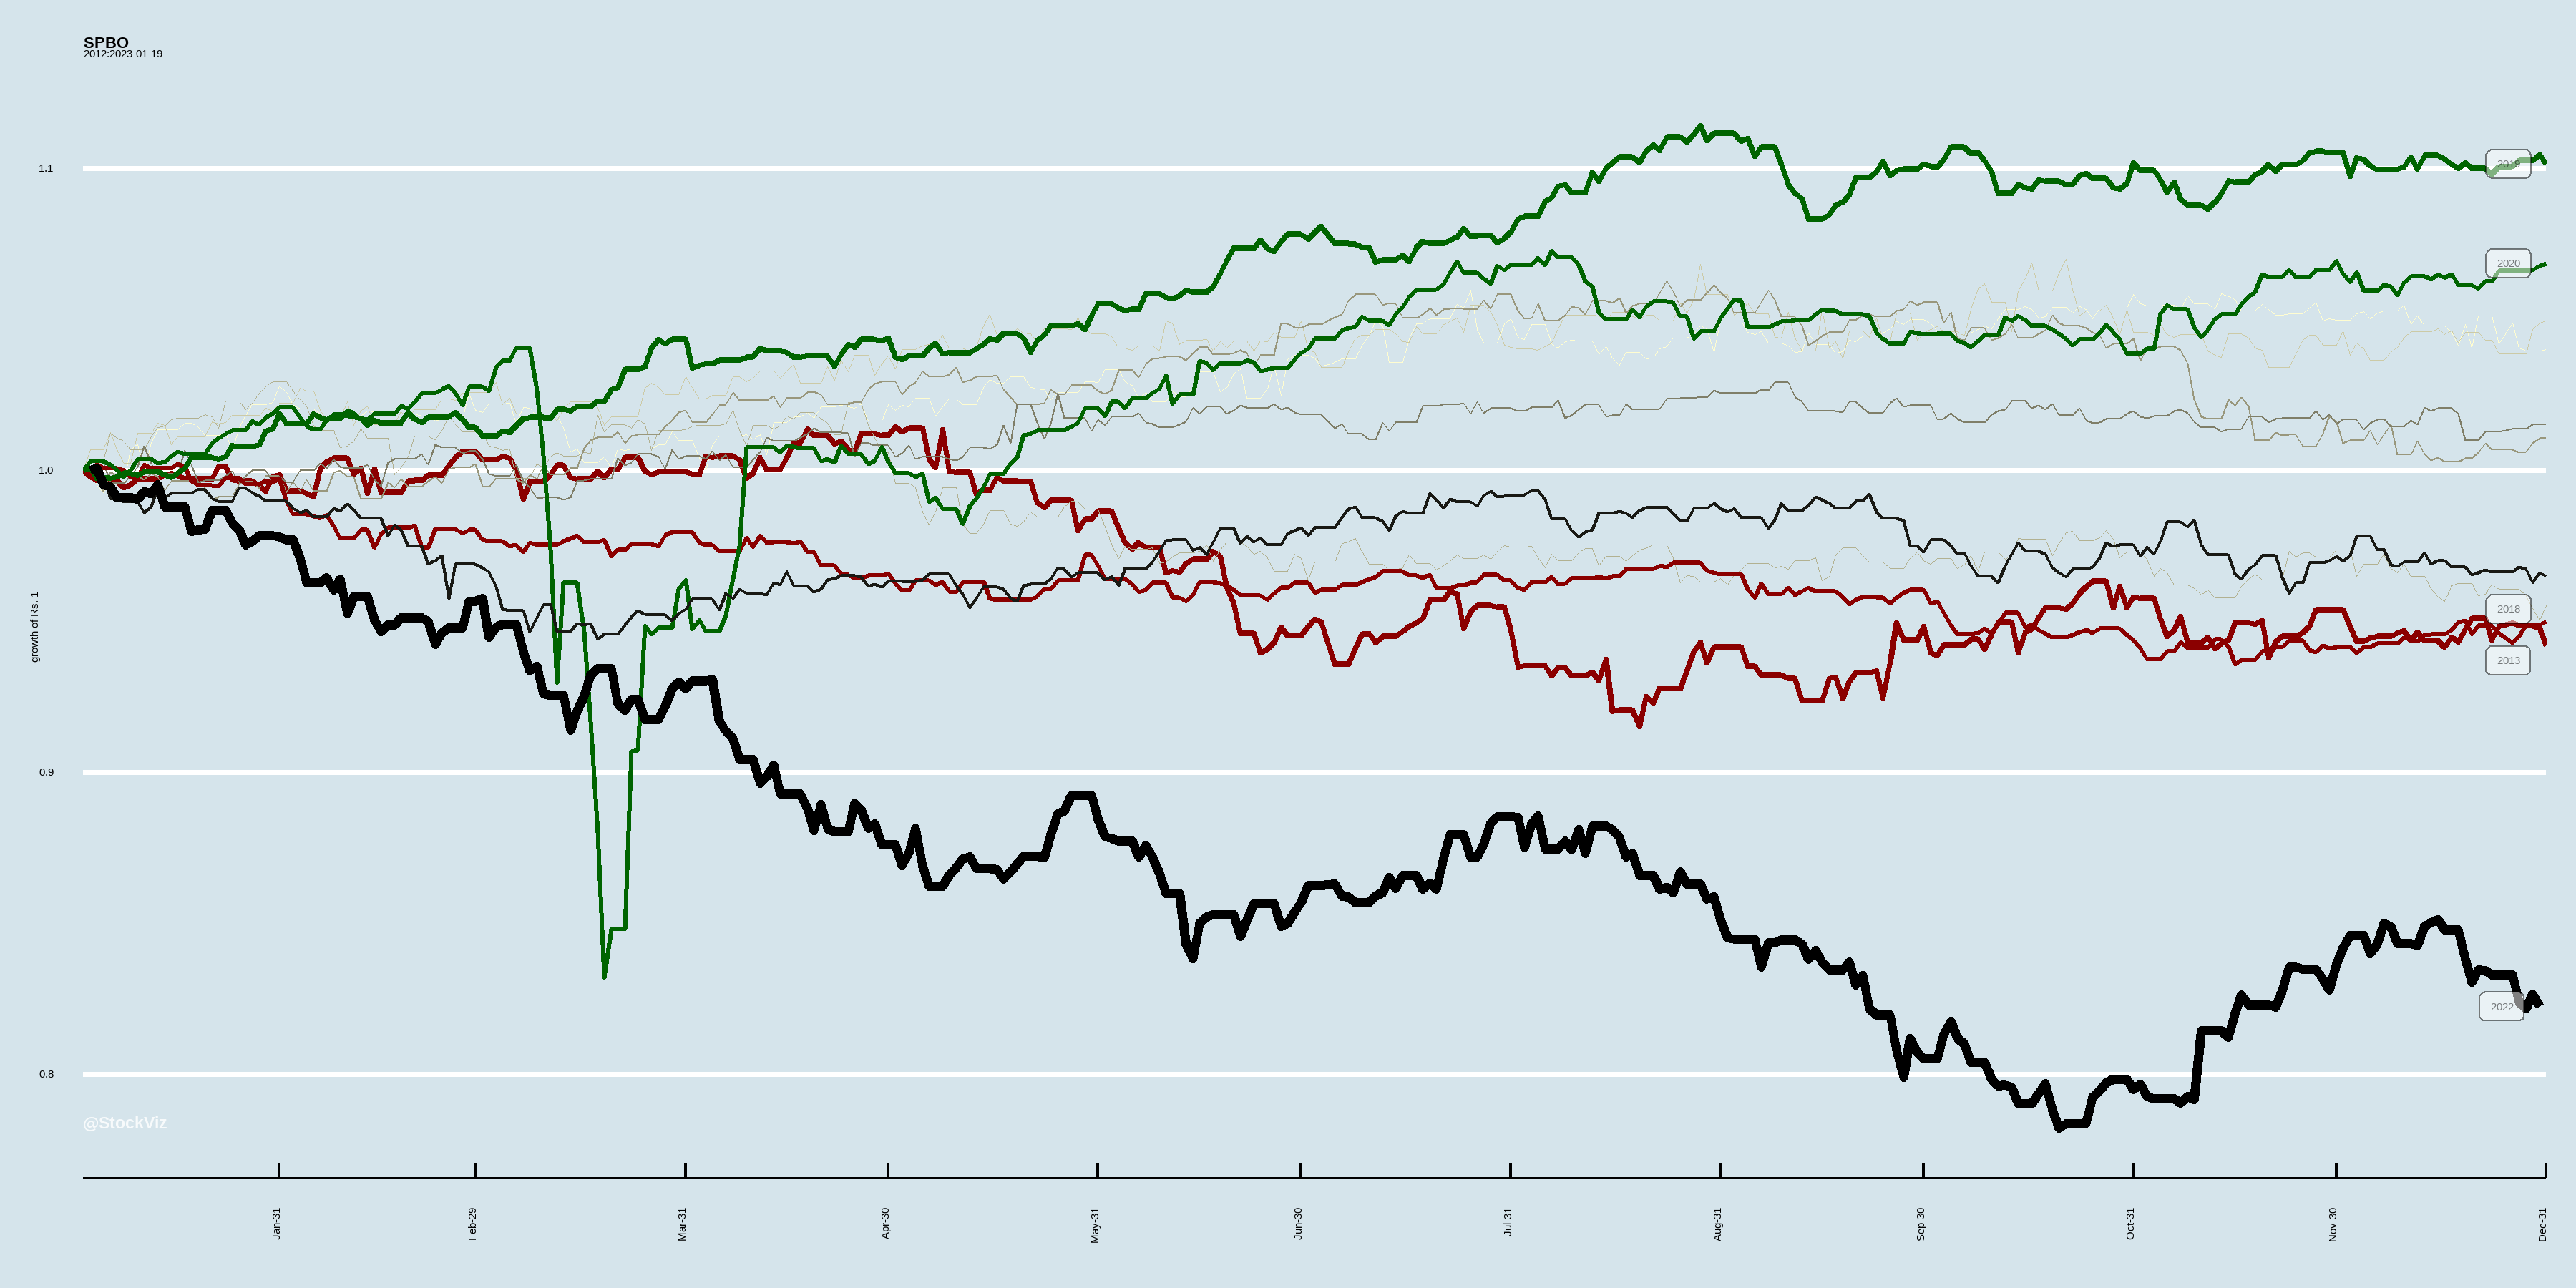 SPBO
2012:2023-01-19
1.1
1.0
0.9
0.8
growth of Rs. 1
2019
2020
2018
2013
2022
@StockViz
Jan-31
Feb-29
Mar-31
Apr-30
May-31
Jun-30
Jul-31
Aug-31
Sep-30
Oct-31
Nov-30
Dec-31